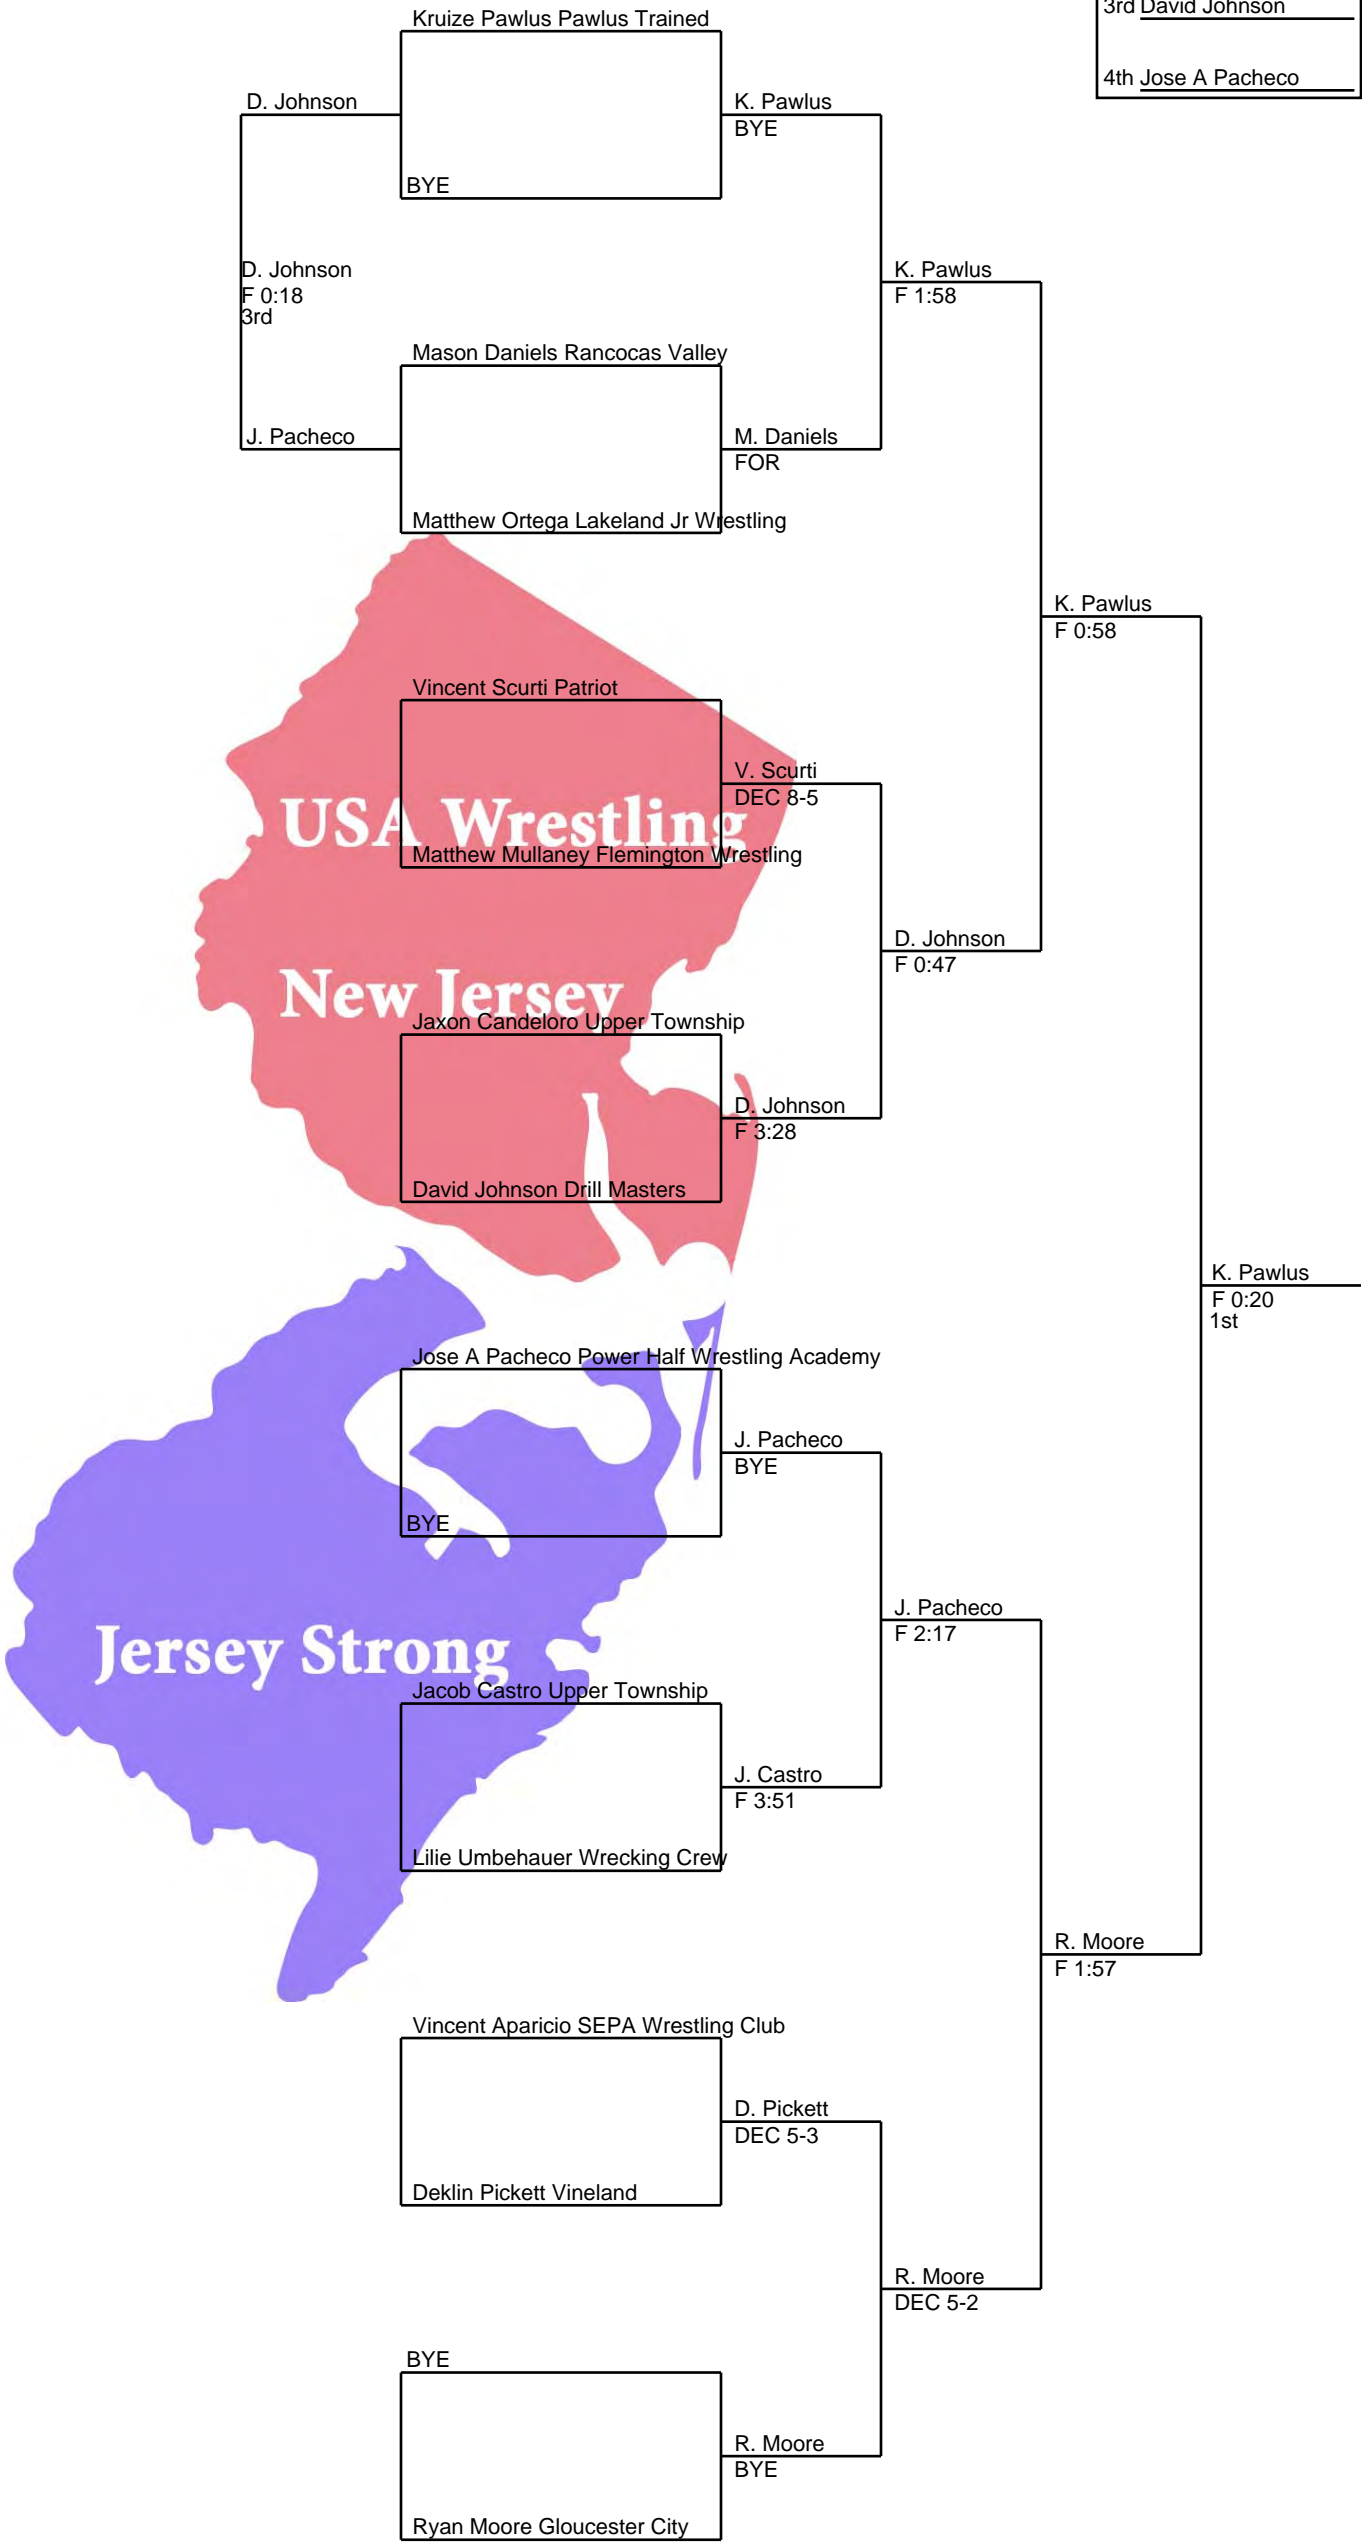 3rd David Johnson
4th Jose A Pacheco
Kruize Pawlus Pawlus Trained
D. Johnson
K. Pawlus
BYE
BYE
D. Johnson
F 0:18
3rd
K. Pawlus
F 1:58
Mason Daniels Rancocas Valley
J. Pacheco
M. Daniels
FOR
Matthew Ortega Lakeland Jr Wrestling
K. Pawlus
F 0:58
Vincent Scurti Patriot
V. Scurti
DEC 8-5
USA Wrestling
Matthew Mullaney Flemington Wrestling
D. Johnson
F 0:47
New Jersey
Jaxon Candeloro Upper Township
D. Johnson
F 3:28
David Johnson Drill Masters
K. Pawlus
F 0:20
1st
Jose A Pacheco Power Half Wrestling Academy
J. Pacheco
BYE
BYE
J. Pacheco
F 2:17
Jersey Strong
Jacob Castro Upper Township
J. Castro
F 3:51
Lilie Umbehauer Wrecking Crew
R. Moore
F 1:57
Vincent Aparicio SEPA Wrestling Club
D. Pickett
DEC 5-3
Deklin Pickett Vineland
R. Moore
DEC 5-2
BYE
R. Moore
BYE
Ryan Moore Gloucester City